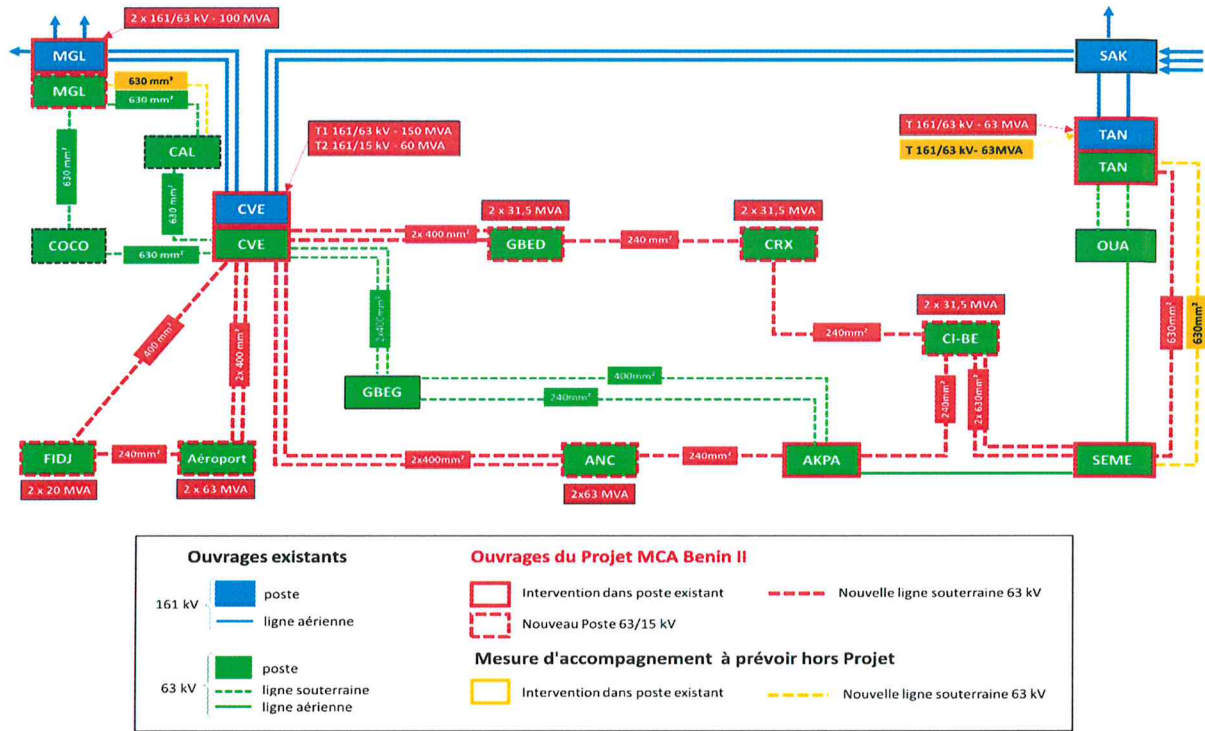 2 x 161/63 kV - 100 MVA
MGL
SAK
MGL
630 mm²
630 mm²
CAL
T1 161/63 kV - 150 MVA
T2 161/15 kV - 60 MVA
T 161/63 kV - 63 MVA
T 161/63 kV- 63MVA
TAN
TAN
630 mm²
630 mm²
CVE
CVE
COCO
630 mm²
2 x 31,5 MVA
2x 400 mm²
GBED
240 mm²
2 x 31,5 MVA
CRX
OUA
400 mm²
2x 400 mm²
2x400mm²
240mm²
2 x 31,5 MVA
CI-BE
630mm²
630mm²
GBEG
400mm²
240mm²
240mm²
2x 630mm²
FIDJ
240mm²
Aéroport
2x400mm²
ANC
240mm²
AKPA
SEME
2 x 20 MVA
2 x 63 MVA
2x63 MVA
Ouvrages existants
161 kV
poste
ligne aérienne
63 kV
poste
ligne souterraine
ligne aérienne
Ouvrages du Projet MCA Benin II
Intervention dans poste existant
Nouvelle ligne souterraine 63 kV
Nouveau Poste 63/15 kV
Mesure d'accompagnement à prévoir hors Projet
Intervention dans poste existant
Nouvelle ligne souterraine 63 kV